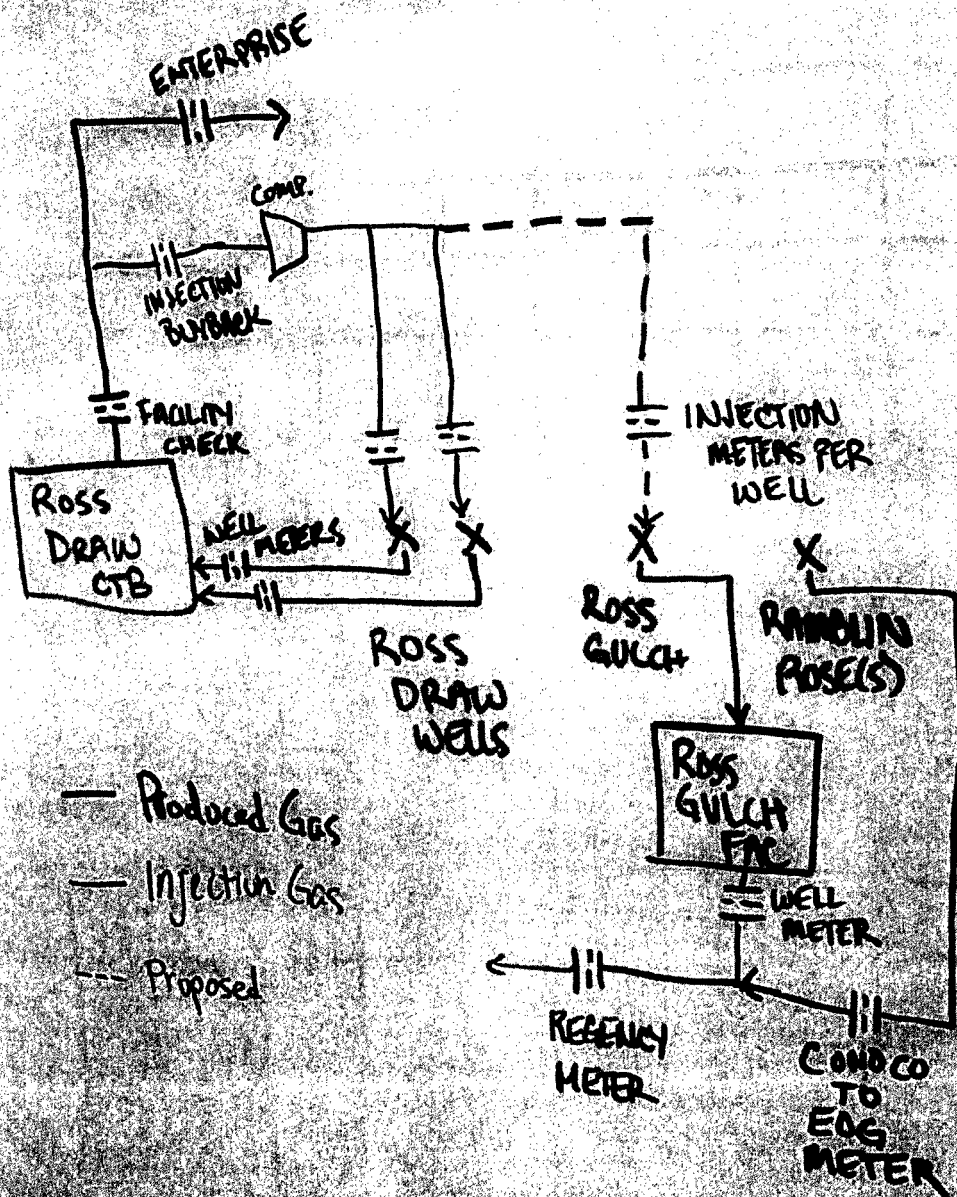 ENTERPRISE
COMP.
INJECTION
BUYBACK
FACILITY
CHECK
ROSS
DRAW
CTB
WELL
METERS
ROSS
DRAW
WELLS
INJECTION
METERS PER
WELL
ROSS
GULCH
RAMBLIN
ROSE(S)
ROSS
GULCH
FAC
WELL
METER
REGENCY
METER
CONOCO
TO
EOG
METER
Produced Gas
Injection Gas
Proposed